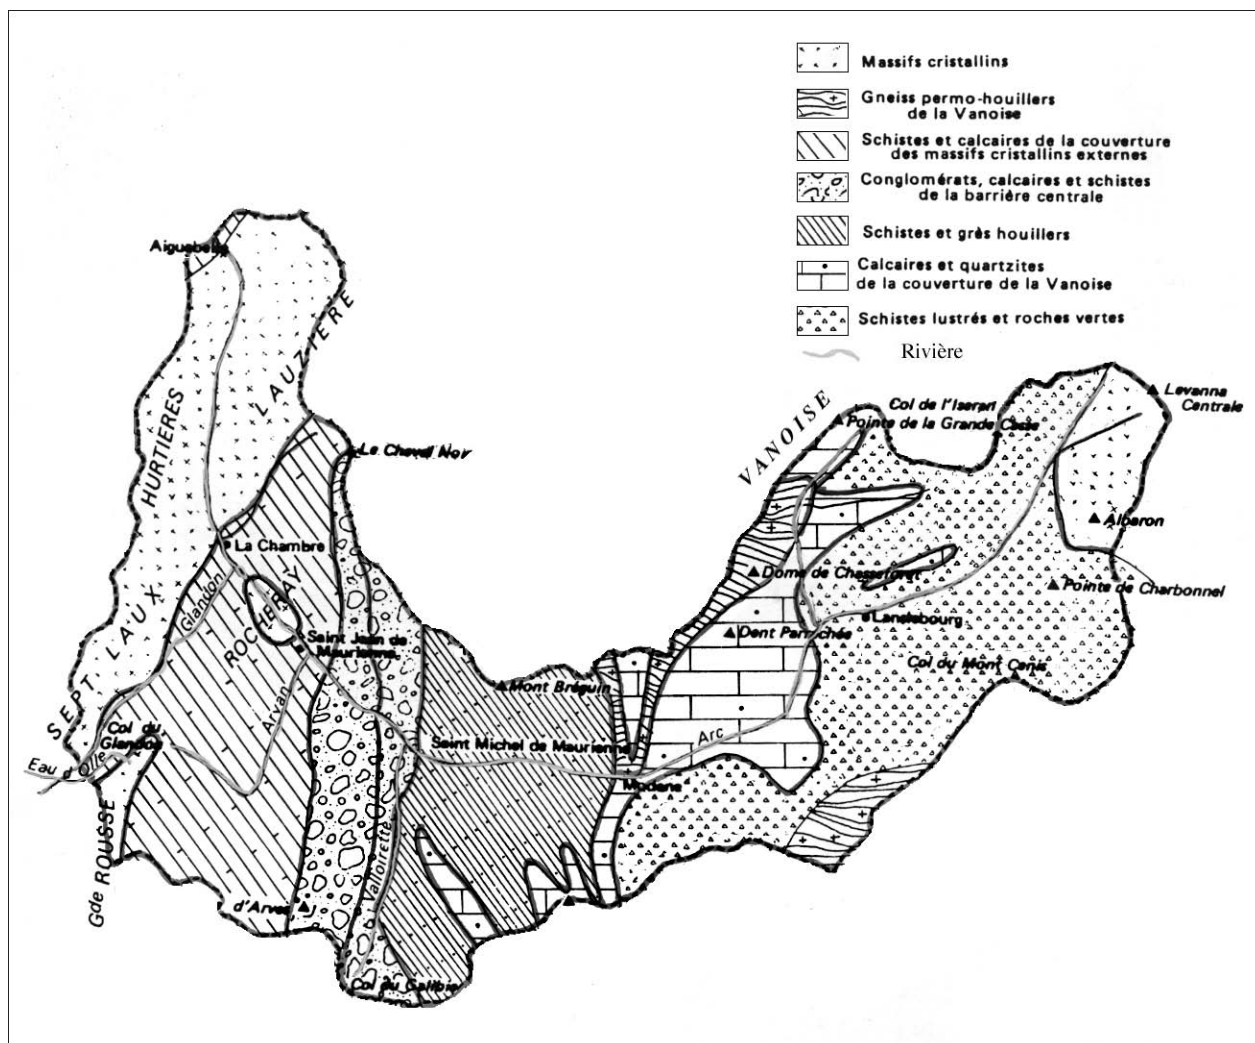 Massifs cristallins
Gneiss permo-houillers
de la Vanoise
Schistes et calcaires de la couverture
des massifs cristallins externes
Conglomérats, calcaires et schistes
de la barrière centrale
Schistes et grès houillers
Calcaires et quartzites
de la couverture de la Vanoise
Schistes lustrés et roches vertes
Rivière
Aiguebelle
LAUZIERE
HURTIERES
SEPT LAUX
Le Cheval Noir
La Chambre
Glandon
ROCHERAY
Saint Jean de
Maurienne
Arvan
Col du
Glandon
Eau d'Olle
Gde ROUSSE
d'Arves
Valloirette
Col du Galibier
Mont Bréquin
Saint Michel de Maurienne
Modane
Arc
VANOISE
Col de l'Iseran
Pointe de la Grande Casse
Levanna
Centrale
Albaron
Dome de Chasseforet
Pointe de Charbonnel
Dent Parrachée
Lanslebourg
Col du Mont Cenis